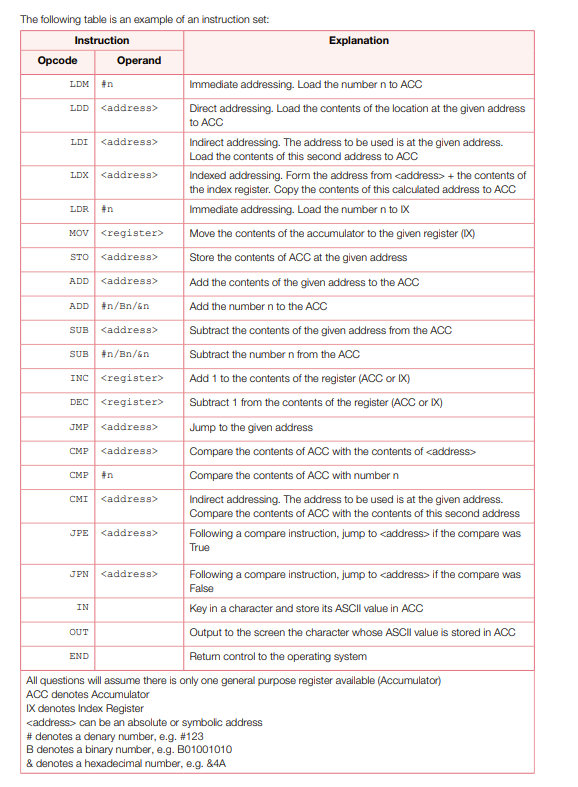 The following table is an example of an instruction set:
Instruction Explanation
Opcode Operand
LDM #n Immediate addressing. Load the number n to ACC
LDD <address> Direct addressing. Load the contents of the location at the given address
to ACC
LDI <address> Indirect addressing. The address to be used is at the given address.
Load the contents of this second address to ACC
LDX <address> Indexed addressing. Form the address from <address> + the contents of
the index register. Copy the contents of this calculated address to ACC
LDR #n Immediate addressing. Load the number n to IX
MOV <register> Move the contents of the accumulator to the given register (IX)
STO <address> Store the contents of ACC at the given address
ADD <address> Add the contents of the given address to the ACC
ADD #n/Bn/&n Add the number n to the ACC
SUB <address> Subtract the contents of the given address from the ACC
SUB #n/Bn/&n Subtract the number n from the ACC
INC <register> Add 1 to the contents of the register (ACC or IX)
DEC <register> Subtract 1 from the contents of the register (ACC or IX)
JMP <address> Jump to the given address
CMP <address> Compare the contents of ACC with the contents of <address>
CMP #n Compare the contents of ACC with number n
CMI <address> Indirect addressing. The address to be used is at the given address.
Compare the contents of ACC with the contents of this second address
JPE <address> Following a compare instruction, jump to <address> if the compare was
True
JPN <address> Following a compare instruction, jump to <address> if the compare was
False
IN Key in a character and store its ASCII value in ACC
OUT Output to the screen the character whose ASCII value is stored in ACC
END Return control to the operating system
All questions will assume there is only one general purpose register available (Accumulator)
ACC denotes Accumulator
IX denotes Index Register
<address> can be an absolute or symbolic address
# denotes a denary number, e.g. #123
B denotes a binary number, e.g. B01001010
& denotes a hexadecimal number, e.g. &4A